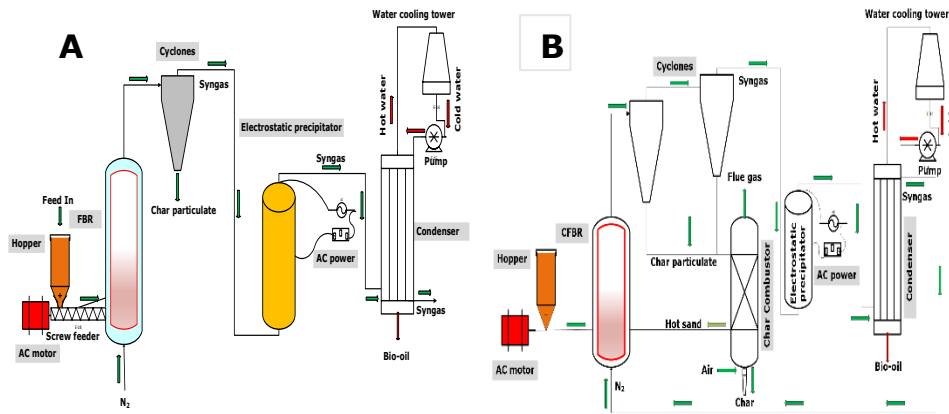 A
Water cooling tower
Cyclones
Syngas
Hot water
Cold water
Electrostatic precipitator
Pump
Syngas
Char particulate
Feed In
FBR
Hopper
Condenser
AC power
Syngas
Screw feeder
AC motor
Bio-oil
N2
B
Water cooling tower
Cyclones
Syngas
Hot water
Pump
Flue gas
Syngas
CFBR
Hopper
Char particulate
Char Combustor
Electrostatic
precipitator
AC power
Condenser
Hot sand
AC motor
Air
Bio-oil
N2
Char